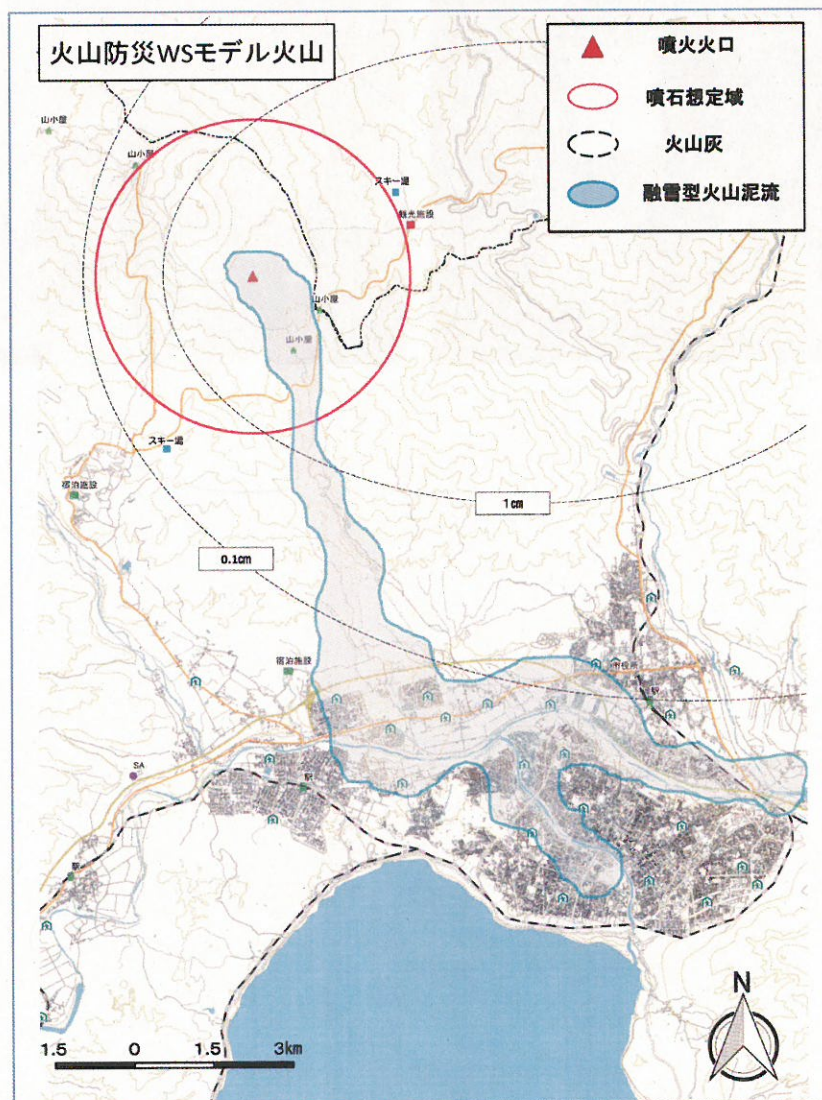 火山防災WSモデル火山
噴火火口
噴石想定域
火山灰
融雪型火山泥流
山小屋
山小屋
スキー場
観光施設
山小屋
山小屋
スキー場
宿泊施設
1cm
0.1cm
宿泊施設
市役所
駅
SA
駅
駅
N
1.5 0 1.5 3km